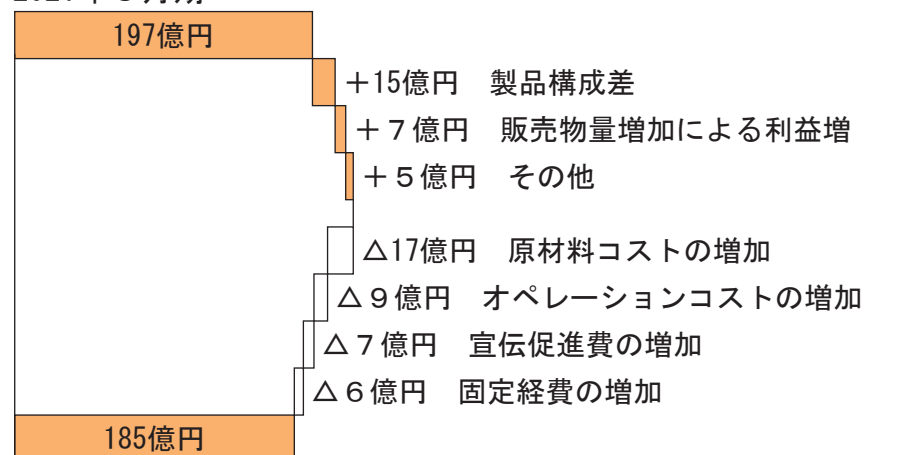 197億円
＋15億円　製品構成差
＋７億円　販売物量増加による利益増
＋５億円　その他
△17億円　原材料コストの増加
△９億円　オペレーションコストの増加
△７億円　宣伝促進費の増加
△６億円　固定経費の増加
185億円